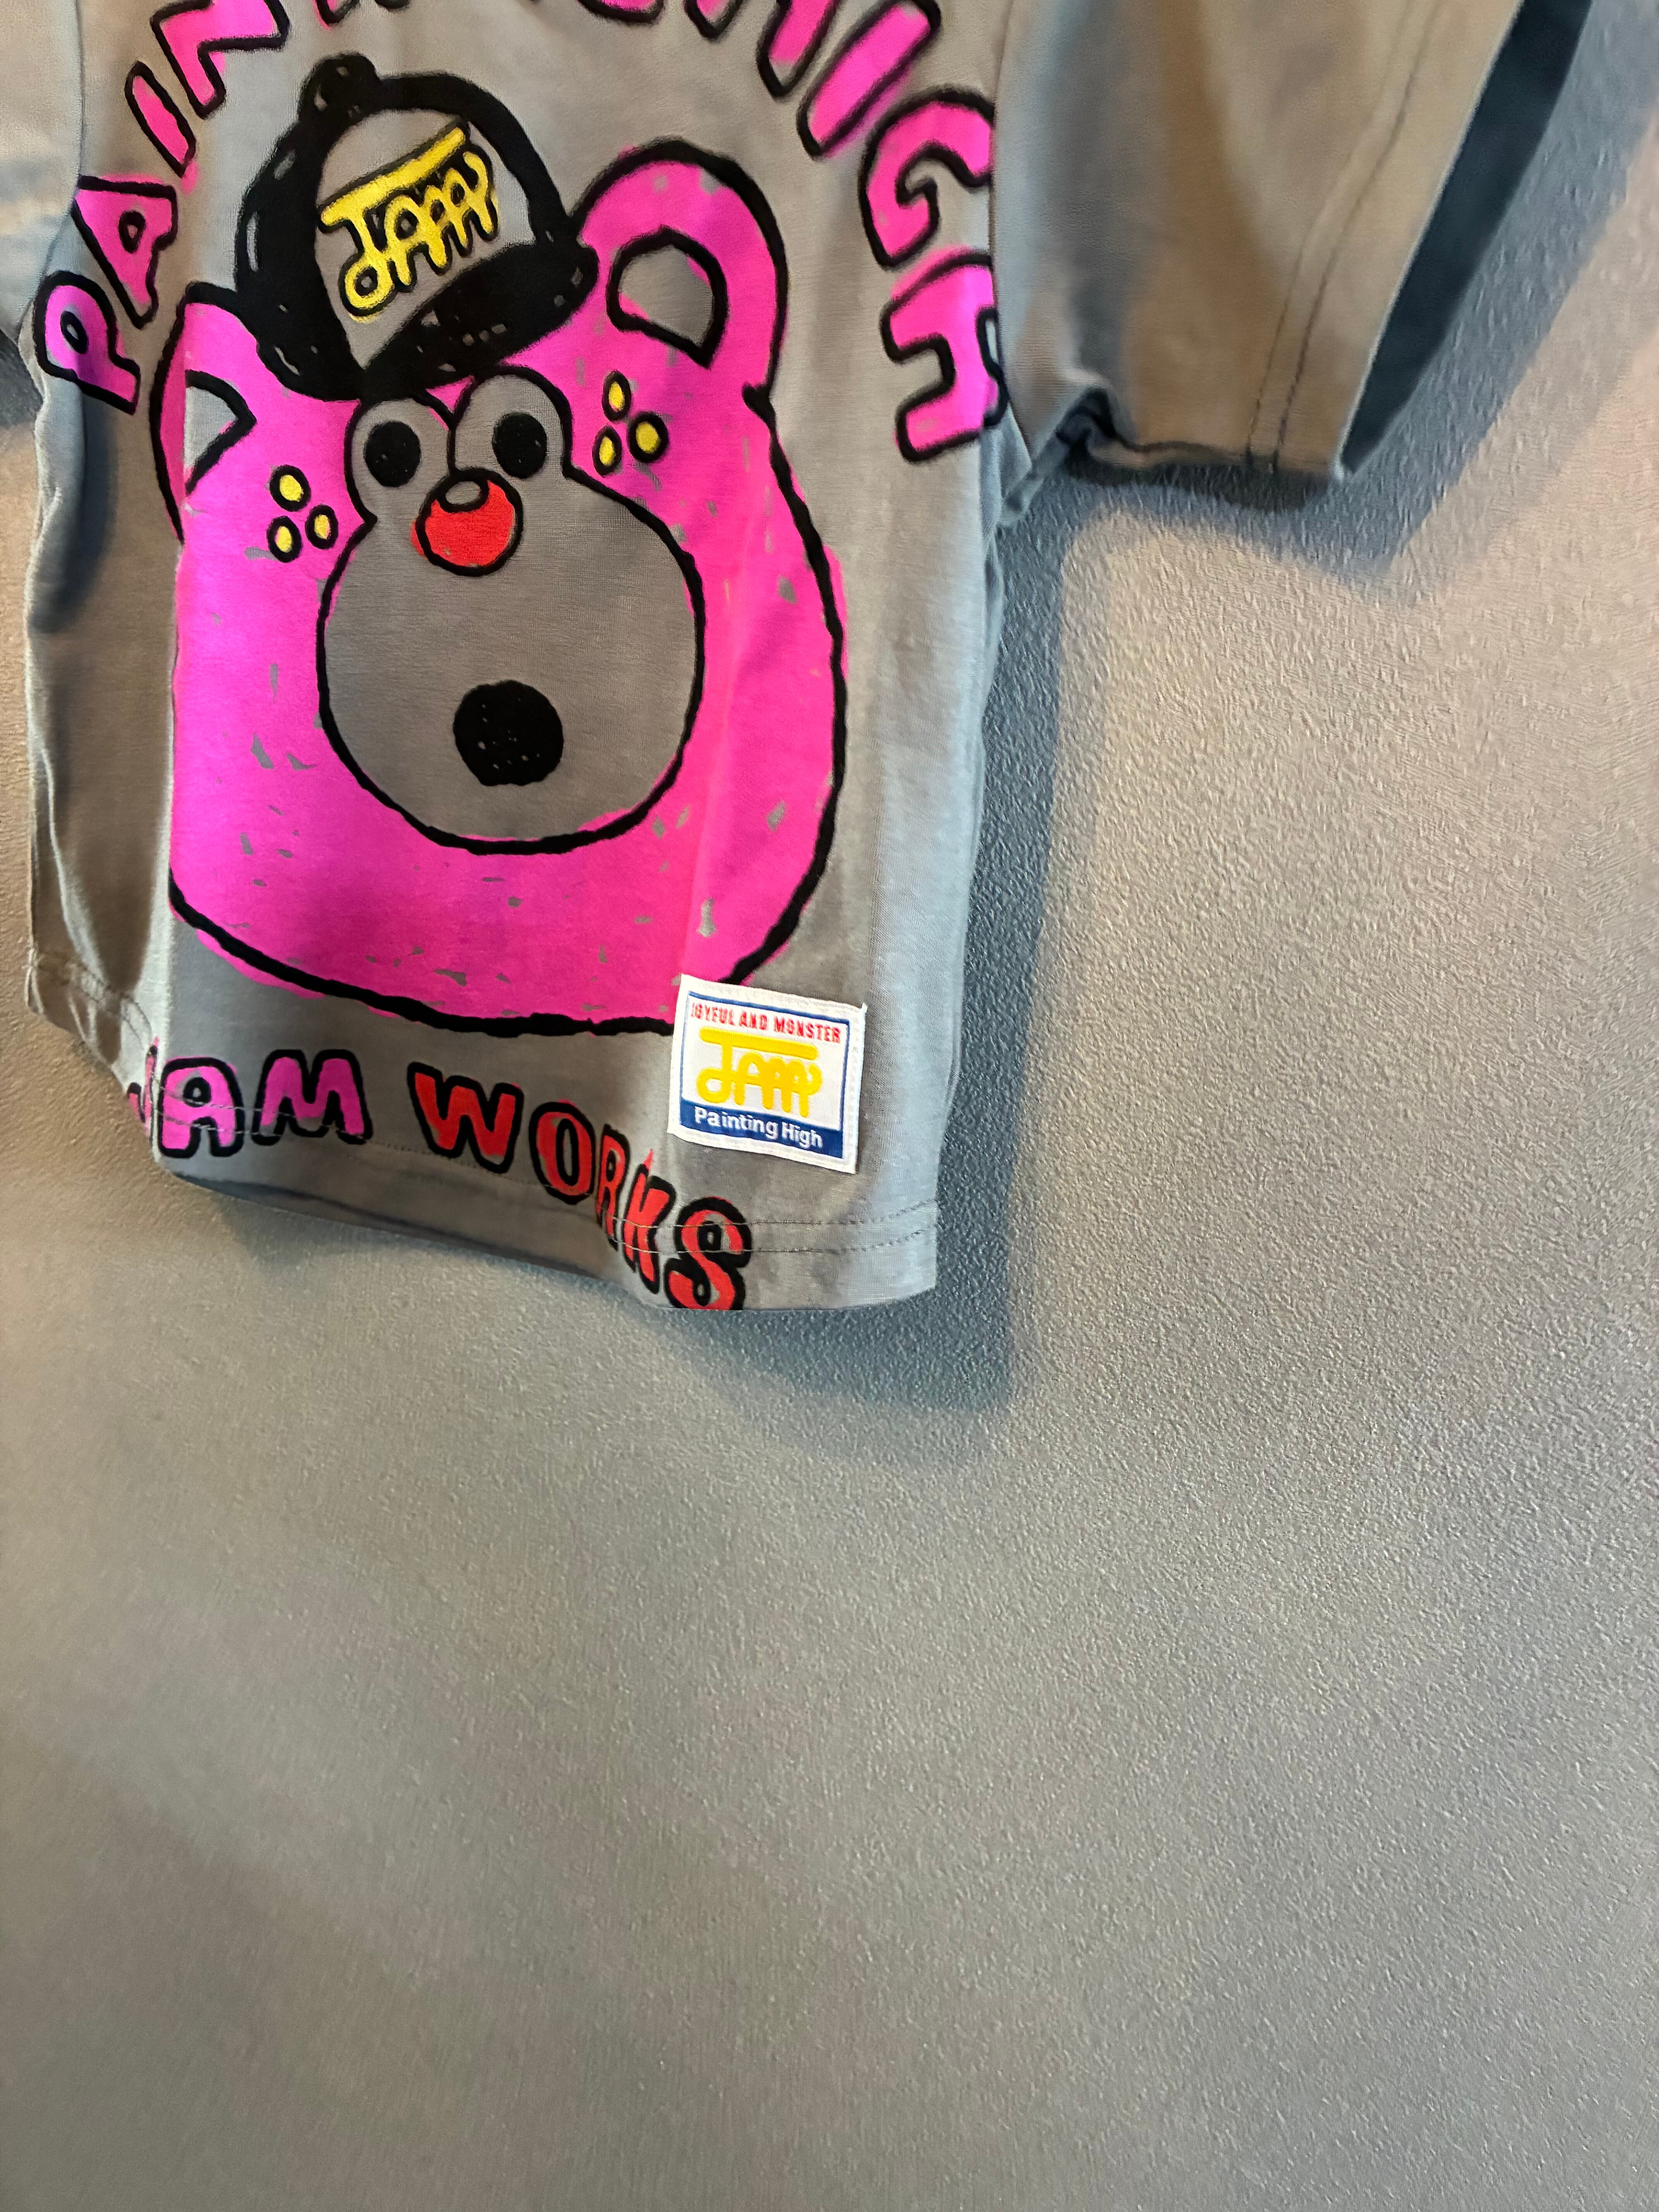 JAM
JAM WORKS
JOYFUL AND MONSTER
JAM
Painting High